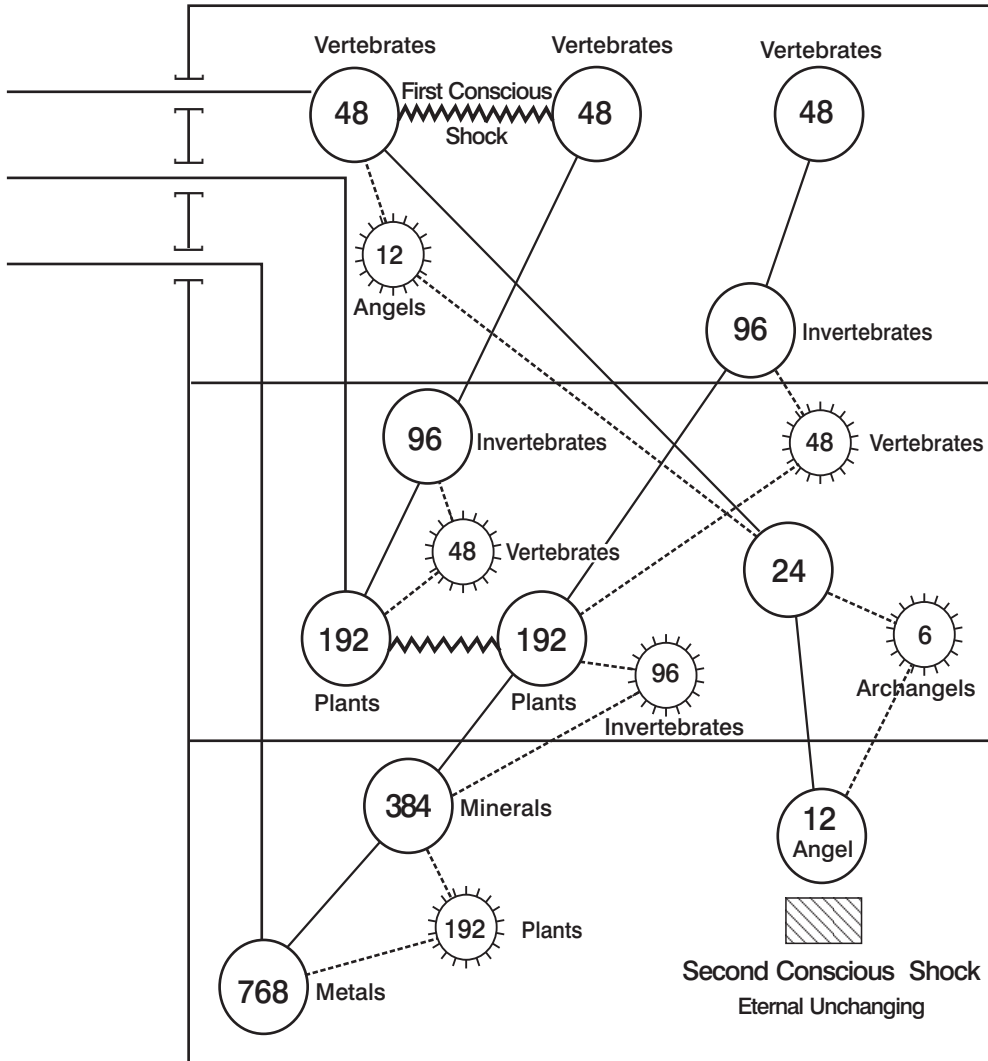 Vertebrates
Vertebrates
Vertebrates
48
First Conscious
Shock
48
48
12
Angels
96
Invertebrates
96
Invertebrates
48
Vertebrates
48
Vertebrates
24
192
Plants
192
Plants
96
Invertebrates
6
Archangels
384
Minerals
12
Angel
192
Plants
768
Metals
Second Conscious Shock
Eternal Unchanging